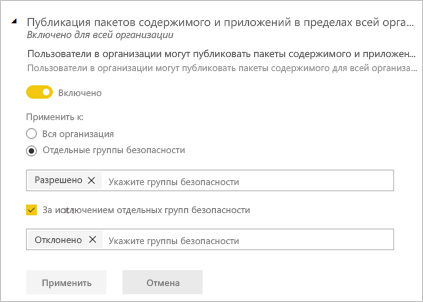 Публикация пакетов содержимого и приложений в пределах всей орга...
Включено для всей организации
Пользователи в организации могут публиковать пакеты содержимого и приложен...
Пользователи в организации могут публиковать пакеты содержимого для всей организа...
Включено
Применить к:
Вся организация
Отдельные группы безопасности
Разрешено ✕ Укажите группы безопасности
За исключением отдельных групп безопасности
Отклонено ✕ Укажите группы безопасности
Применить Отмена